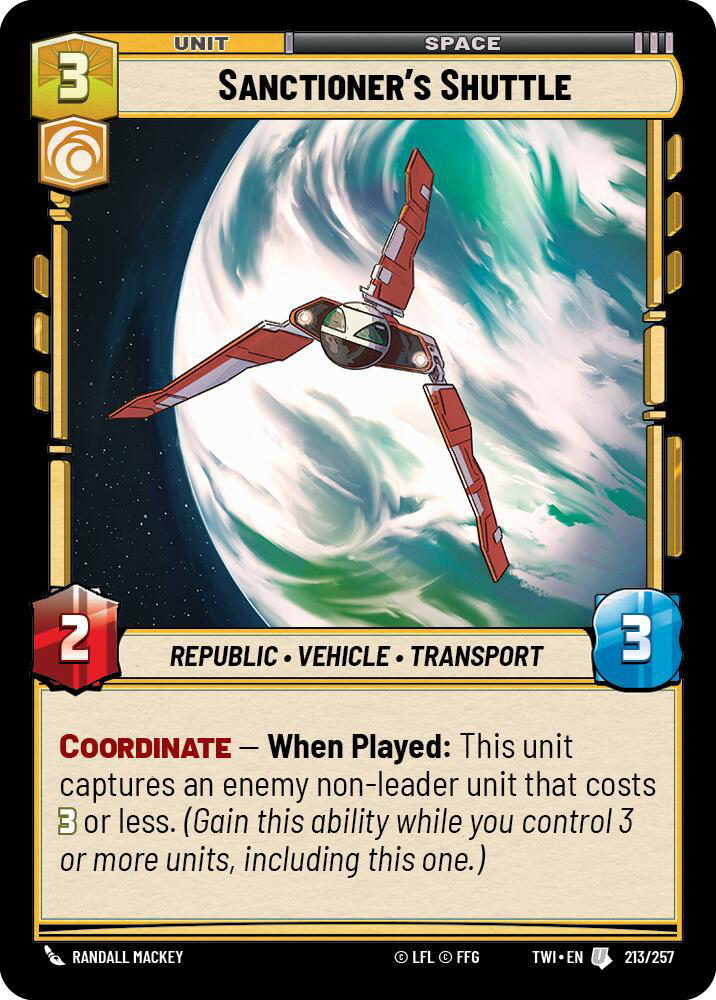 UNIT
SPACE
3
SANCTIONER'S SHUTTLE
2
REPUBLIC • VEHICLE • TRANSPORT
3
COORDINATE – When Played: This unit
captures an enemy non-leader unit that costs
3 or less. (Gain this ability while you control 3
or more units, including this one.)
RANDALL MACKEY
© LFL © FFG
TWI • EN
U
213/257